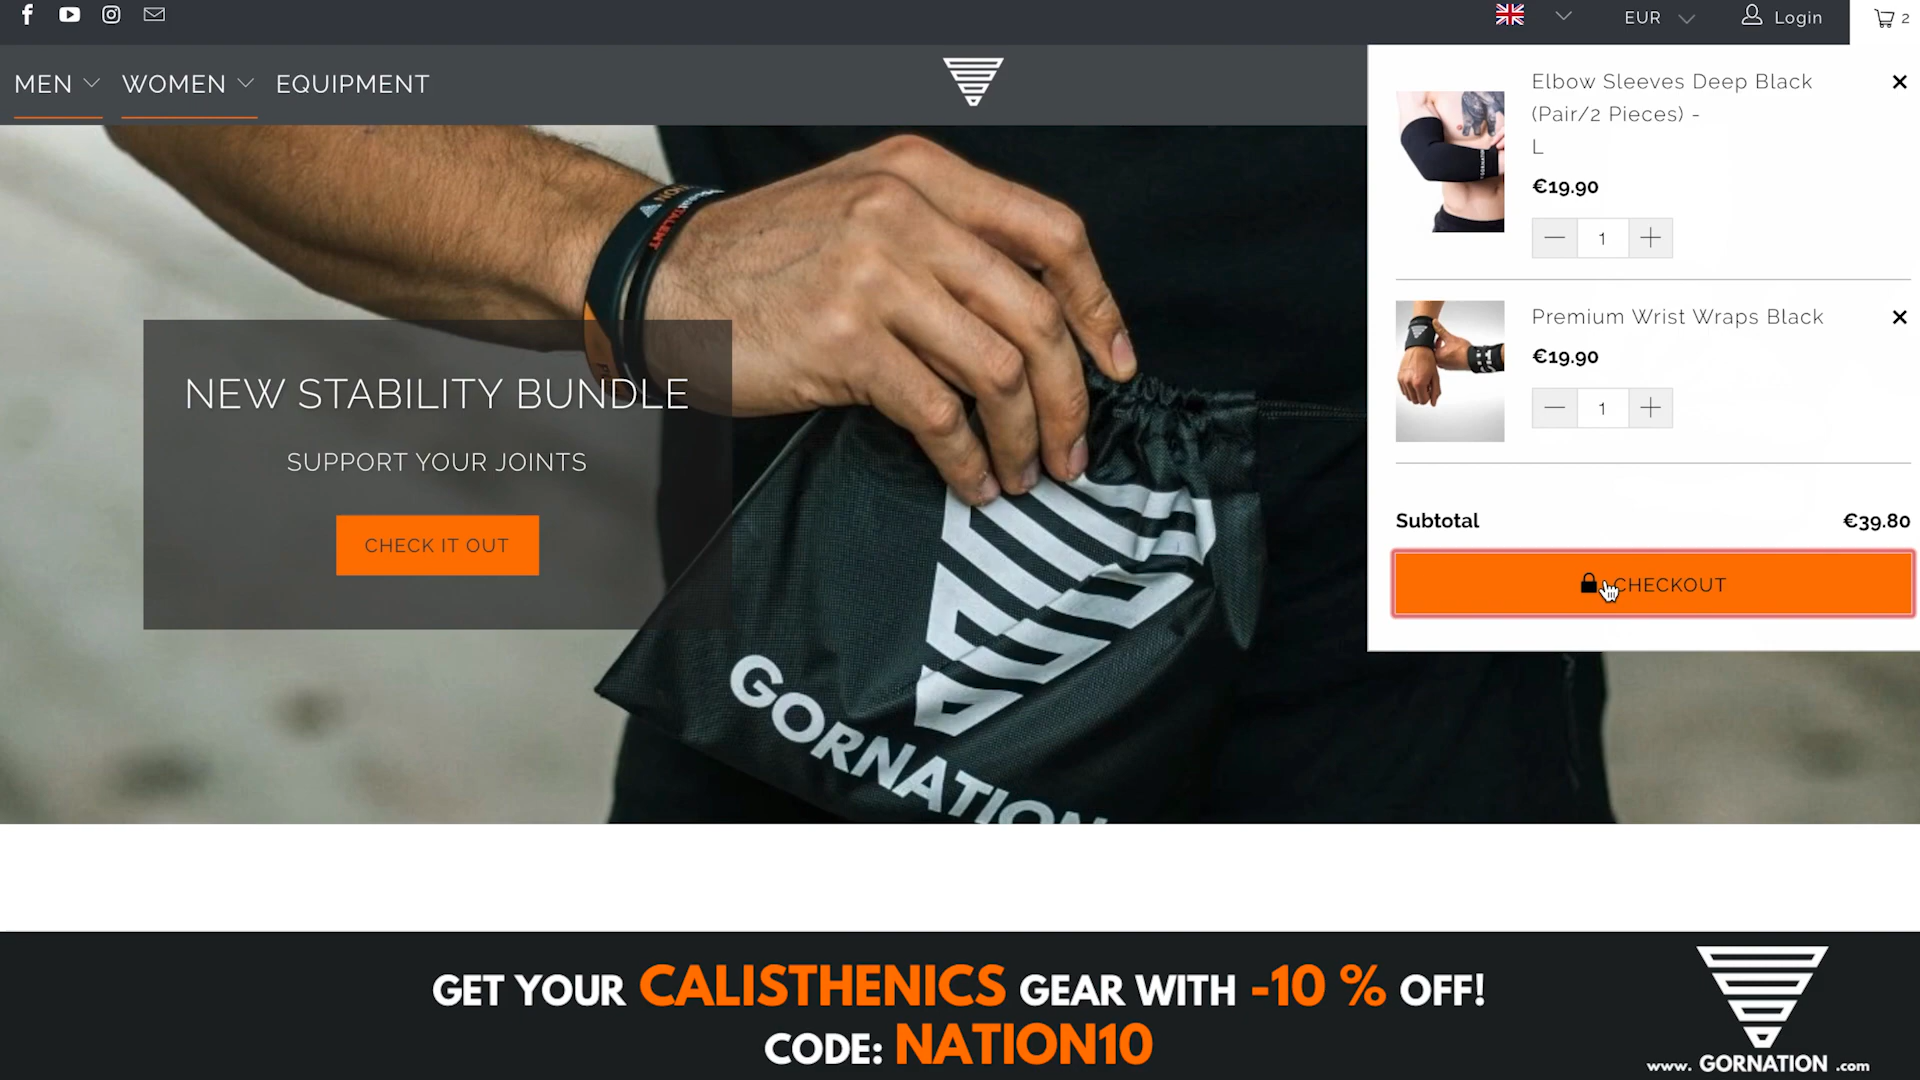 EUR
Login
2
MEN
WOMEN
EQUIPMENT
Elbow Sleeves Deep Black
(Pair/2 Pieces) -
L
€19.90
1
Premium Wrist Wraps Black
€19.90
1
Subtotal
€39.80
CHECKOUT
NEW STABILITY BUNDLE
SUPPORT YOUR JOINTS
CHECK IT OUT
GORNATION
GET YOUR CALISTHENICS GEAR WITH -10 % OFF!
CODE: NATION10
www. GORNATION .com